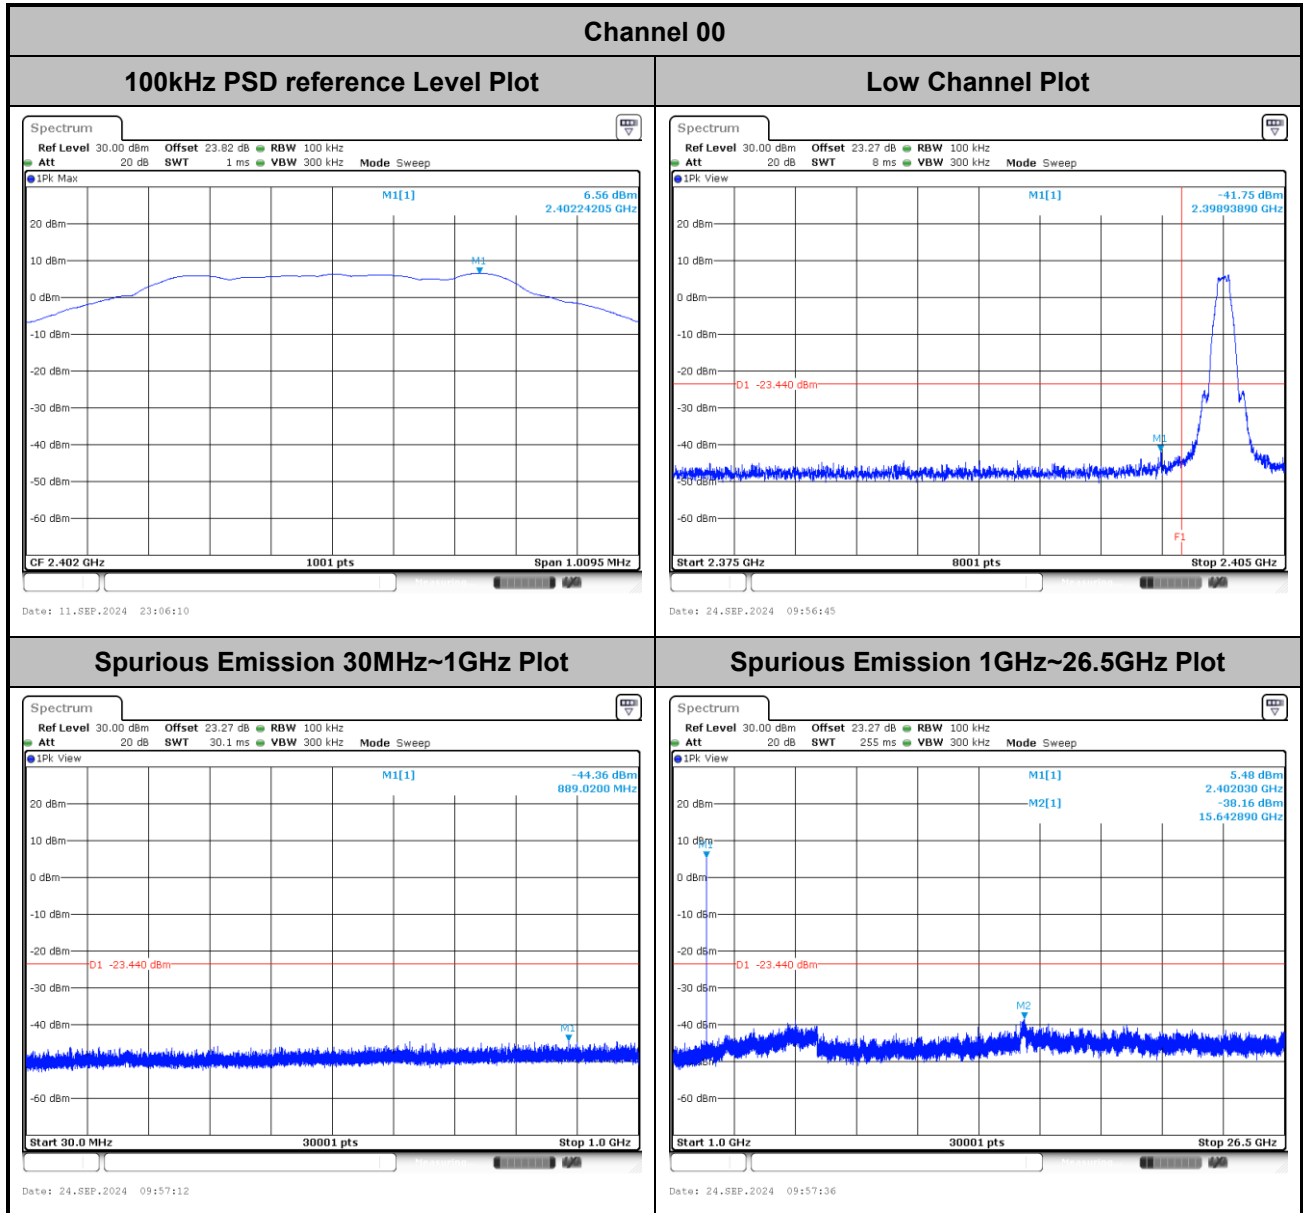 Channel 00
100kHz PSD reference Level Plot
Low Channel Plot
Spectrum
Ref Level 30.00 dBm Offset 23.82 dB RBW 100 kHz
Att 20 dB SWT 1 ms VBW 300 kHz Mode Sweep
1Pk Max
M1[1] 6.56 dBm
2.40224205 GHz
20 dBm
M1
10 dBm
0 dBm
-10 dBm
-20 dBm
-30 dBm
-40 dBm
-50 dBm
-60 dBm
CF 2.402 GHz 1001 pts Span 1.0095 MHz
Date: 11.SEP.2024 23:06:10
Spectrum
Ref Level 30.00 dBm Offset 23.27 dB RBW 100 kHz
Att 20 dB SWT 8 ms VBW 300 kHz Mode Sweep
1Pk View
M1[1] -41.75 dBm
2.39893890 GHz
20 dBm
10 dBm
0 dBm
-10 dBm
-20 dBm
D1 -23.440 dBm
-30 dBm
-40 dBm
M1
-50 dBm
-60 dBm
F1
Start 2.375 GHz 8001 pts Stop 2.405 GHz
Date: 24.SEP.2024 09:56:45
Spurious Emission 30MHz~1GHz Plot
Spurious Emission 1GHz~26.5GHz Plot
Spectrum
Ref Level 30.00 dBm Offset 23.27 dB RBW 100 kHz
Att 20 dB SWT 30.1 ms VBW 300 kHz Mode Sweep
1Pk View
M1[1] -44.36 dBm
889.0200 MHz
20 dBm
10 dBm
0 dBm
-10 dBm
-20 dBm
D1 -23.440 dBm
-30 dBm
-40 dBm
M1
-60 dBm
Start 30.0 MHz 30001 pts Stop 1.0 GHz
Date: 24.SEP.2024 09:57:12
Spectrum
Ref Level 30.00 dBm Offset 23.27 dB RBW 100 kHz
Att 20 dB SWT 255 ms VBW 300 kHz Mode Sweep
1Pk View
M1[1] 5.48 dBm
2.402030 GHz
M2[1] -38.16 dBm
15.642890 GHz
20 dBm
10 dBm
M1
0 dBm
-10 dBm
-20 dBm
D1 -23.440 dBm
-30 dBm
M2
-40 dBm
-60 dBm
Start 1.0 GHz 30001 pts Stop 26.5 GHz
Date: 24.SEP.2024 09:57:36